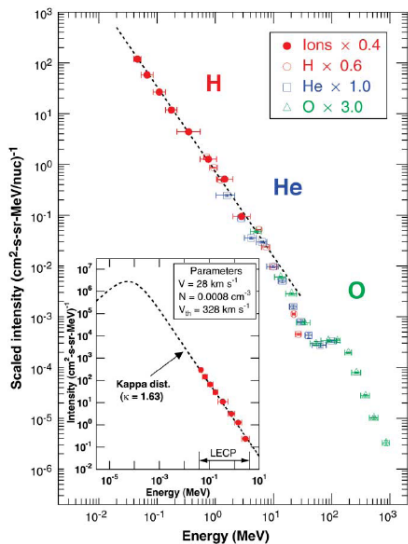 10³
10²
10¹
10⁰
10⁻¹
10⁻²
10⁻³
10⁻⁴
10⁻⁵
10⁻⁶
Scaled intensity (cm²-s-sr-MeV/nuc)⁻¹
H
He
O
Ions × 0.4
H × 0.6
He × 1.0
O × 3.0
10⁷
10⁶
10⁵
10⁴
10³
10²
10¹
10⁰
10⁻¹
10⁻²
Intensity (cm²-s-sr-MeV)⁻¹
Parameters
V = 28 km s⁻¹
N = 0.0008 cm⁻³
Vth = 328 km s⁻¹
Kappa dist.
(κ = 1.63)
LECP
10⁻⁵ 10⁻³ 10⁻¹ 10¹
Energy (MeV)
10⁻² 10⁻¹ 10⁰ 10¹ 10² 10³
Energy (MeV)